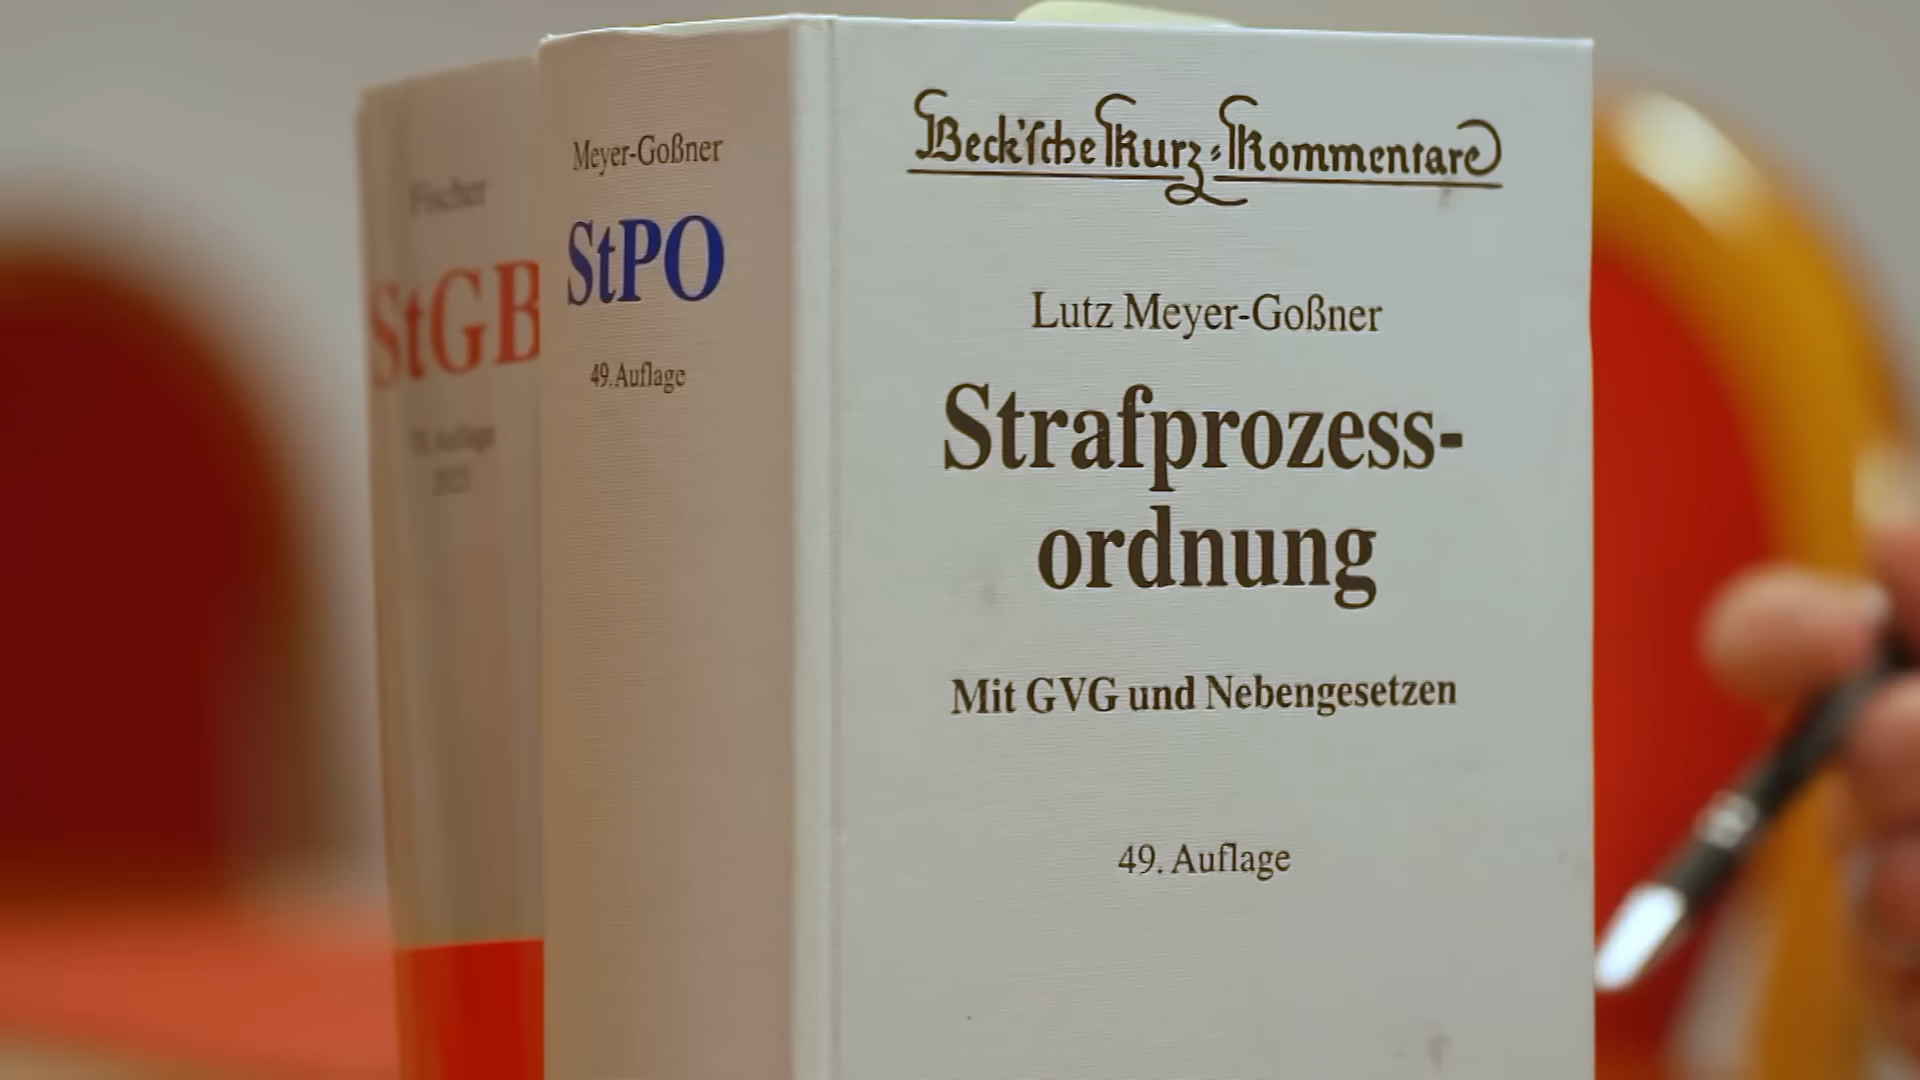 Fischer
StGB
Meyer-Goßner
StPO
49. Auflage
Beck'sche Kurz-Kommentare
Lutz Meyer-Goßner
Strafprozess-
ordnung
Mit GVG und Nebengesetzen
49. Auflage